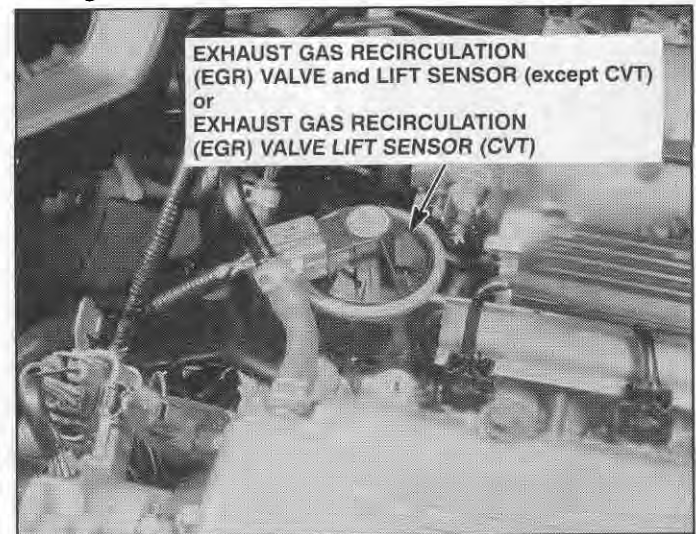 EXHAUST GAS RECIRCULATION
(EGR) VALVE and LIFT SENSOR (except CVT)
or
EXHAUST GAS RECIRCULATION
(EGR) VALVE LIFT SENSOR (CVT)